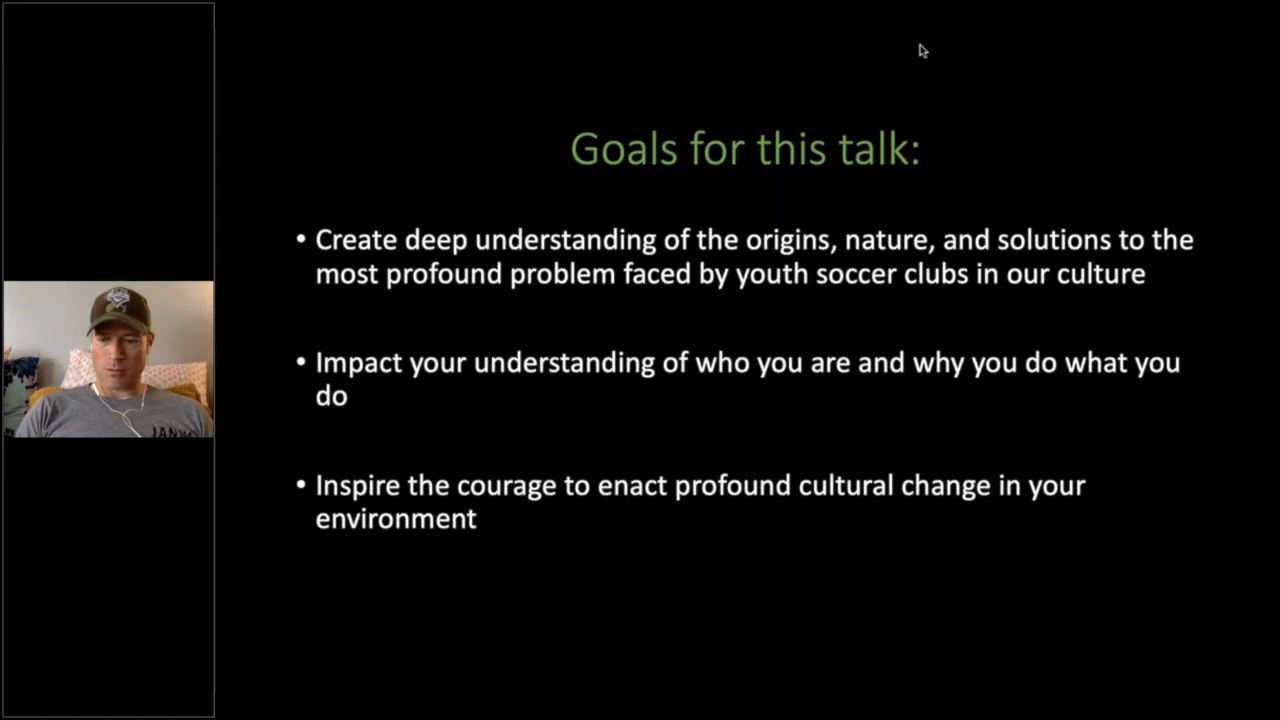 Goals for this talk:
• Create deep understanding of the origins, nature, and solutions to the
most profound problem faced by youth soccer clubs in our culture
• Impact your understanding of who you are and why you do what you
do
• Inspire the courage to enact profound cultural change in your
environment